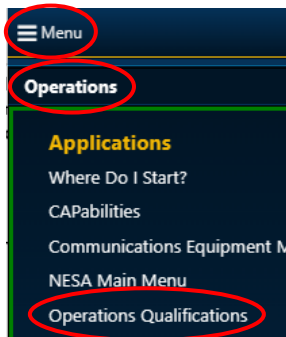 Menu
Operations
Applications
Where Do I Start?
CAPabilities
Communications Equipment
NESA Main Menu
Operations Qualifications